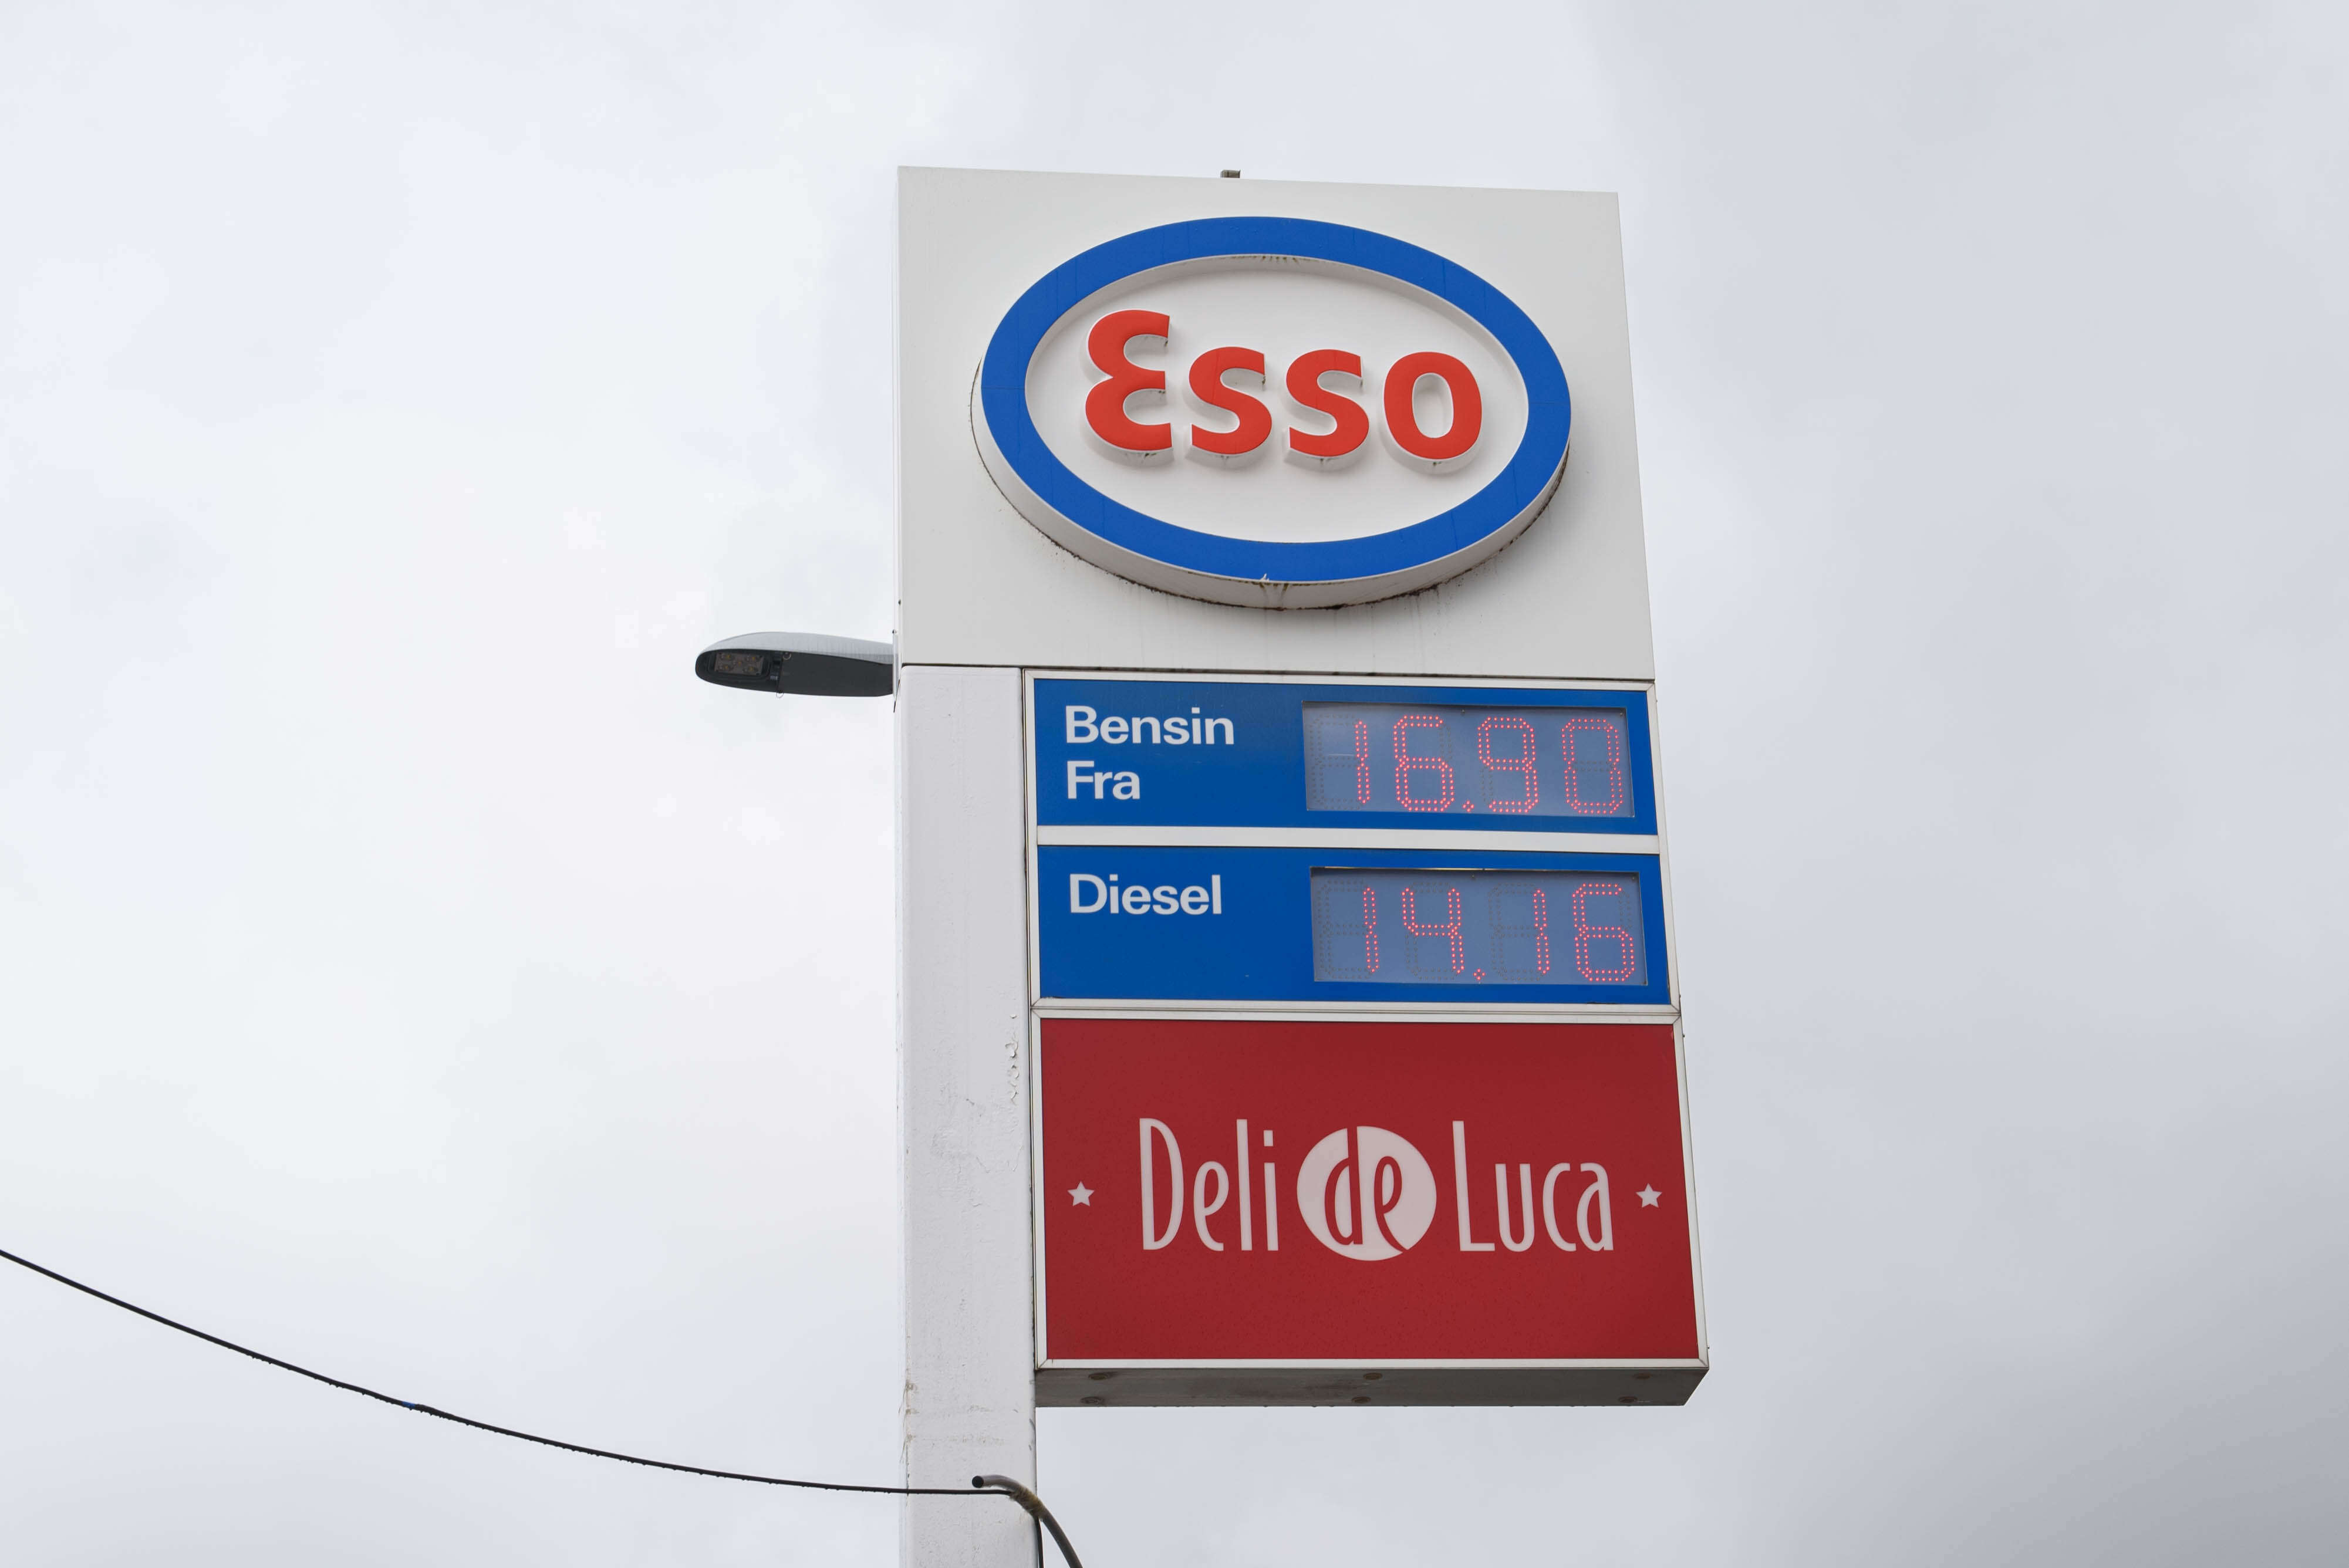 Esso
Bensin 16.90
Fra
Diesel 14.16
Deli de Luca